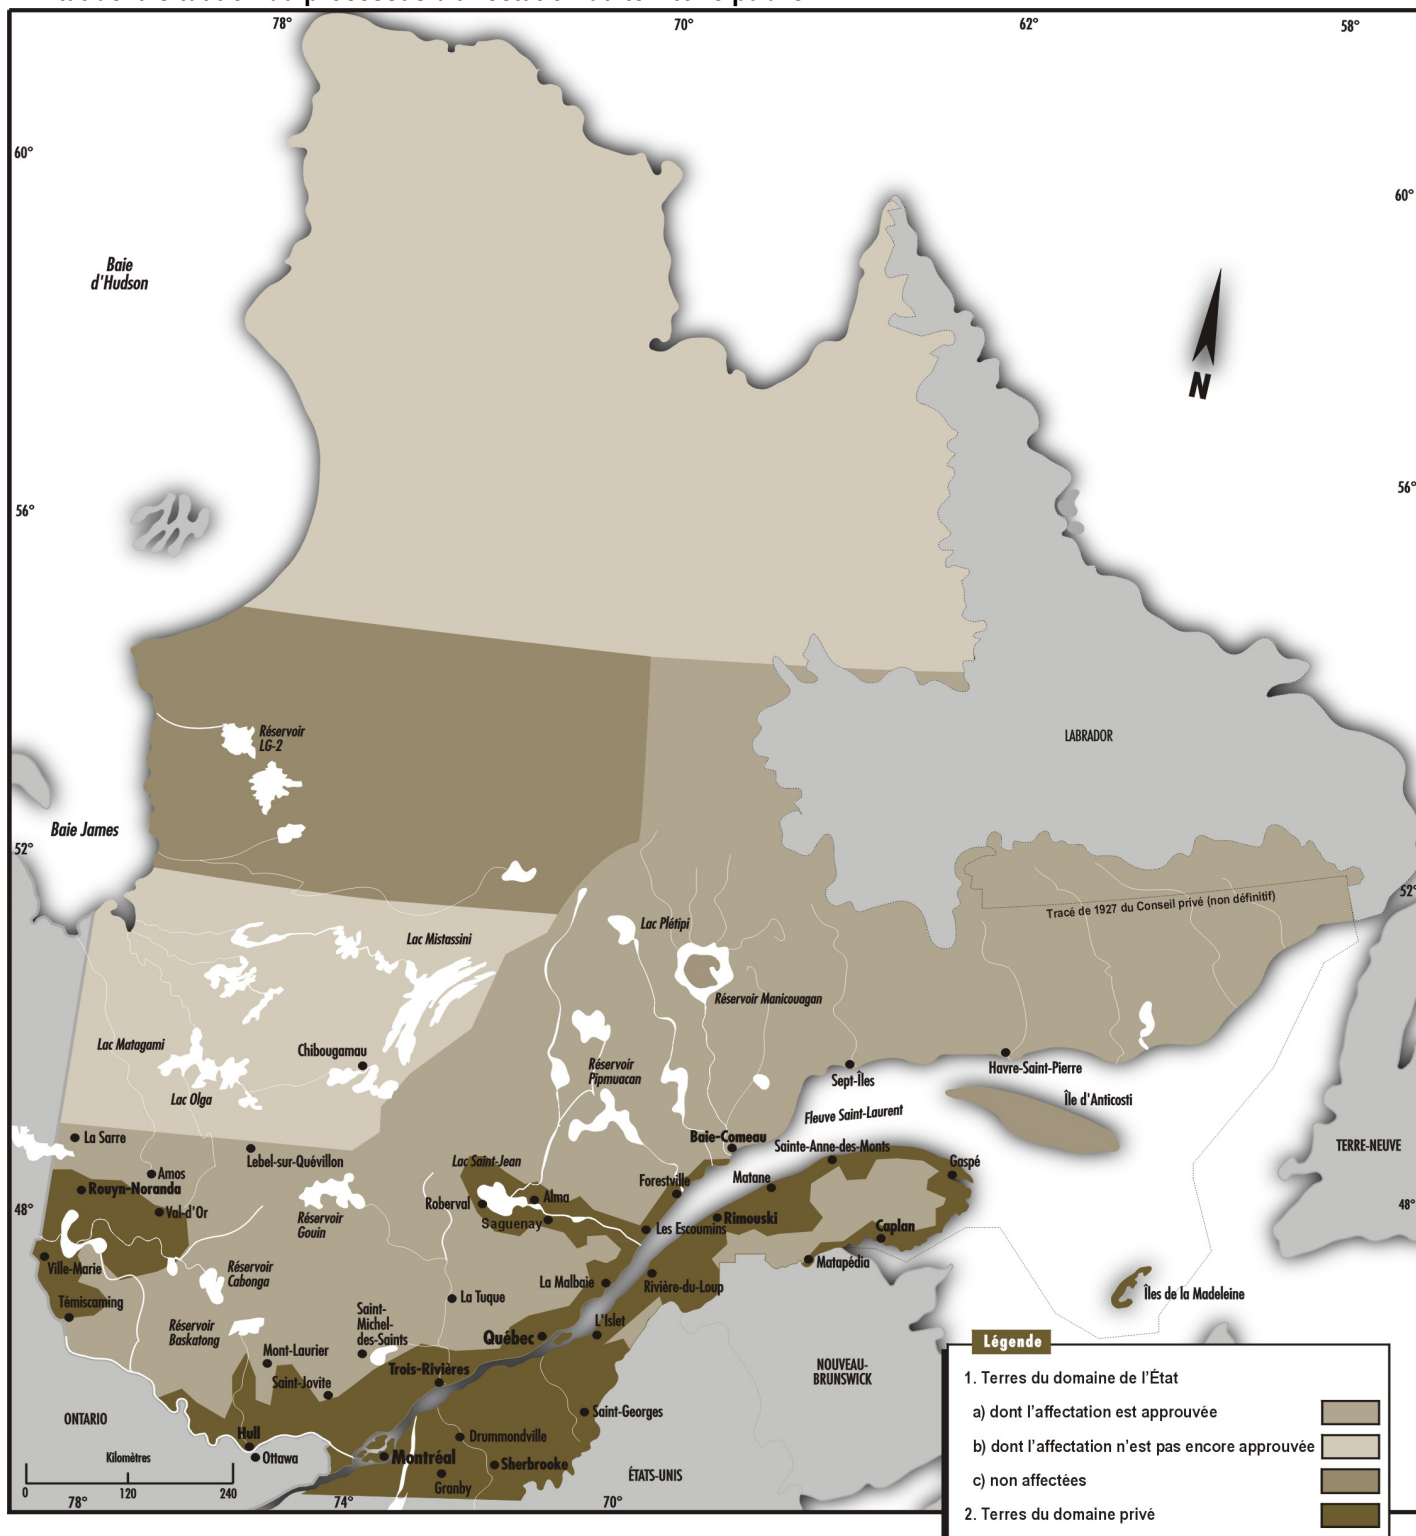 78°
70°
62°
58°
60°
60°
Baie
d'Hudson
N
56°
56°
Réservoir
LG-2
LABRADOR
Baie James
52°
52°
Tracé de 1927 du Conseil privé (non définitif)
Lac Plétipi
Lac Mistassini
Réservoir Manicouagan
Lac Matagami
Chibougamau
Réservoir
Pipmuacan
Havre-Saint-Pierre
Sept-Îles
Lac Olga
Île d'Anticosti
Fleuve Saint-Laurent
La Sarre
Baie-Comeau
Sainte-Anne-des-Monts
TERRE-NEUVE
Lebel-sur-Quévillon
Lac Saint-Jean
Gaspé
Amos
Rouyn-Noranda
Forestville
Matane
Val-d'Or
Roberval
Alma
48°
48°
Réservoir
Gouin
Saguenay
Les Escoumins
Rimouski
Caplan
Ville-Marie
Réservoir
Cabonga
Matapédia
La Malbaie
Rivière-du-Loup
Îles de la Madeleine
Témiscaming
La Tuque
Saint-
Michel-
des-Saints
Réservoir
Baskatong
L'Islet
Québec
Mont-Laurier
Trois-Rivières
Saint-Jovite
NOUVEAU-
BRUNSWICK
ONTARIO
Saint-Georges
Hull
Drummondville
Ottawa
Montréal
Sherbrooke
Granby
ÉTATS-UNIS
Kilomètres
0 120 240
78°
74°
70°
Légende
1. Terres du domaine de l'État
a) dont l'affectation est approuvée
b) dont l'affectation n'est pas encore approuvée
c) non affectées
2. Terres du domaine privé